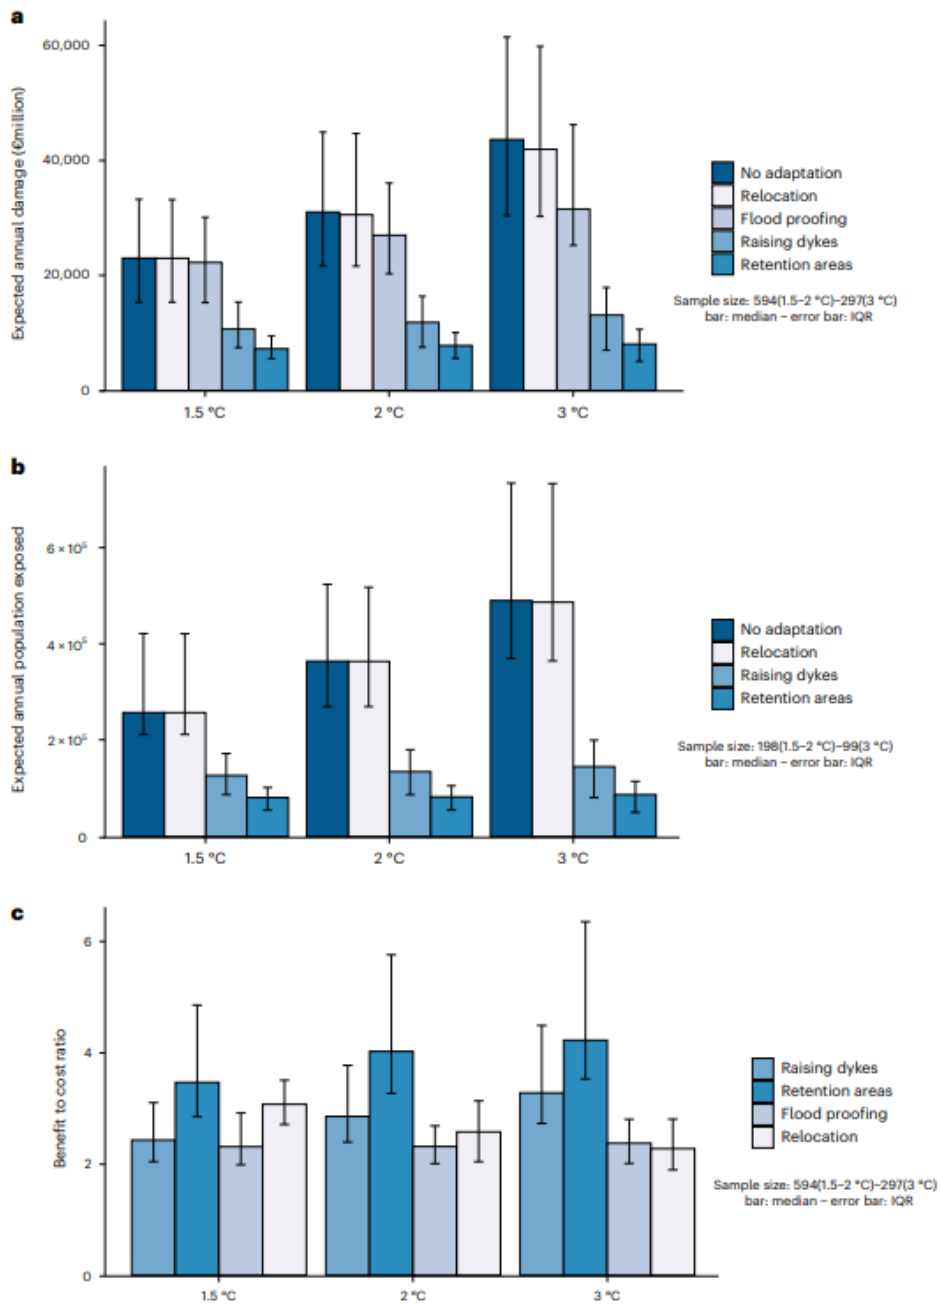 a
Expected annual damage (€million)
60,000
40,000
20,000
0
1.5 °C
2 °C
3 °C
No adaptation
Relocation
Flood proofing
Raising dykes
Retention areas
Sample size: 594(1.5–2 °C)–297(3 °C)
bar: median – error bar: IQR
b
Expected annual population exposed
6 × 10⁵
4 × 10⁵
2 × 10⁵
0
1.5 °C
2 °C
3 °C
No adaptation
Relocation
Raising dykes
Retention areas
Sample size: 198(1.5–2 °C)–99(3 °C)
bar: median – error bar: IQR
c
Benefit to cost ratio
6
4
2
0
1.5 °C
2 °C
3 °C
Raising dykes
Retention areas
Flood proofing
Relocation
Sample size: 594(1.5–2 °C)–297(3 °C)
bar: median – error bar: IQR